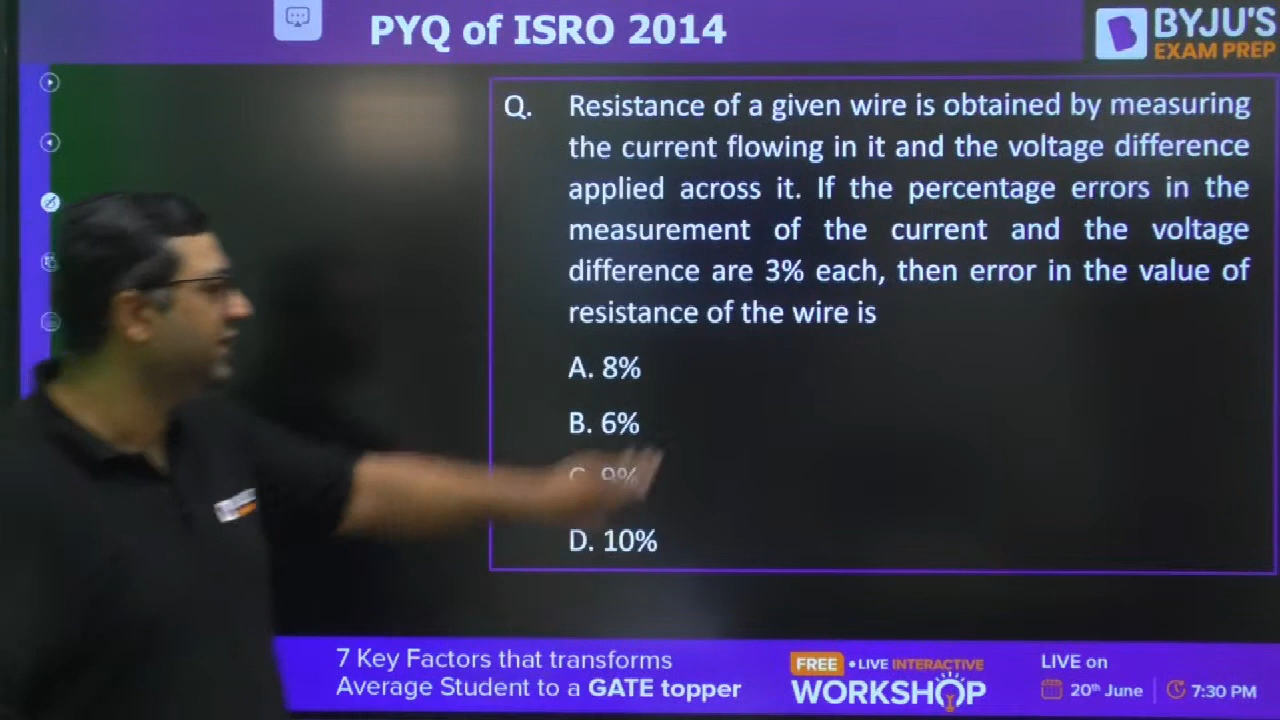 PYQ of ISRO 2014
BYJU'S
EXAM PREP
Q. Resistance of a given wire is obtained by measuring
the current flowing in it and the voltage difference
applied across it. If the percentage errors in the
measurement of the current and the voltage
difference are 3% each, then error in the value of
resistance of the wire is
A. 8%
B. 6%
C. 9%
D. 10%
7 Key Factors that transforms
Average Student to a GATE topper
FREE • LIVE INTERACTIVE
WORKSHOP
LIVE on
20th June | 7:30 PM